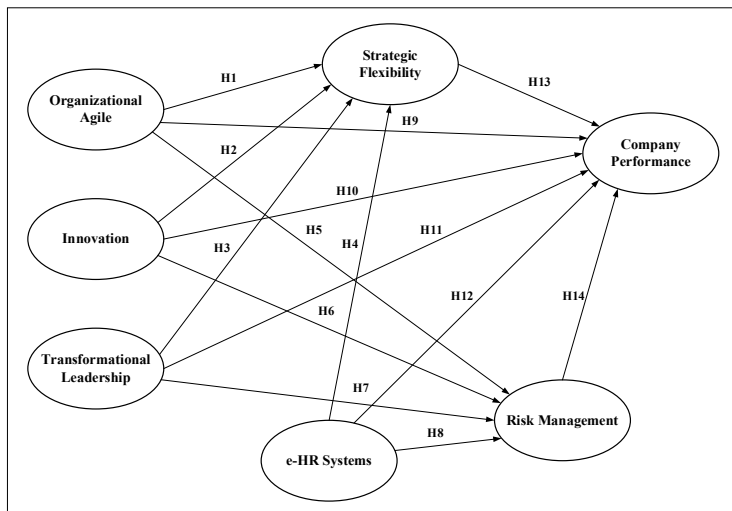 Strategic
Flexibility
H1
H13
Organizational
Agile
H9
H2
Company
Performance
H10
Innovation
H3
H5
H4
H11
H12
H14
H6
Transformational
Leadership
H7
Risk Management
H8
e-HR Systems